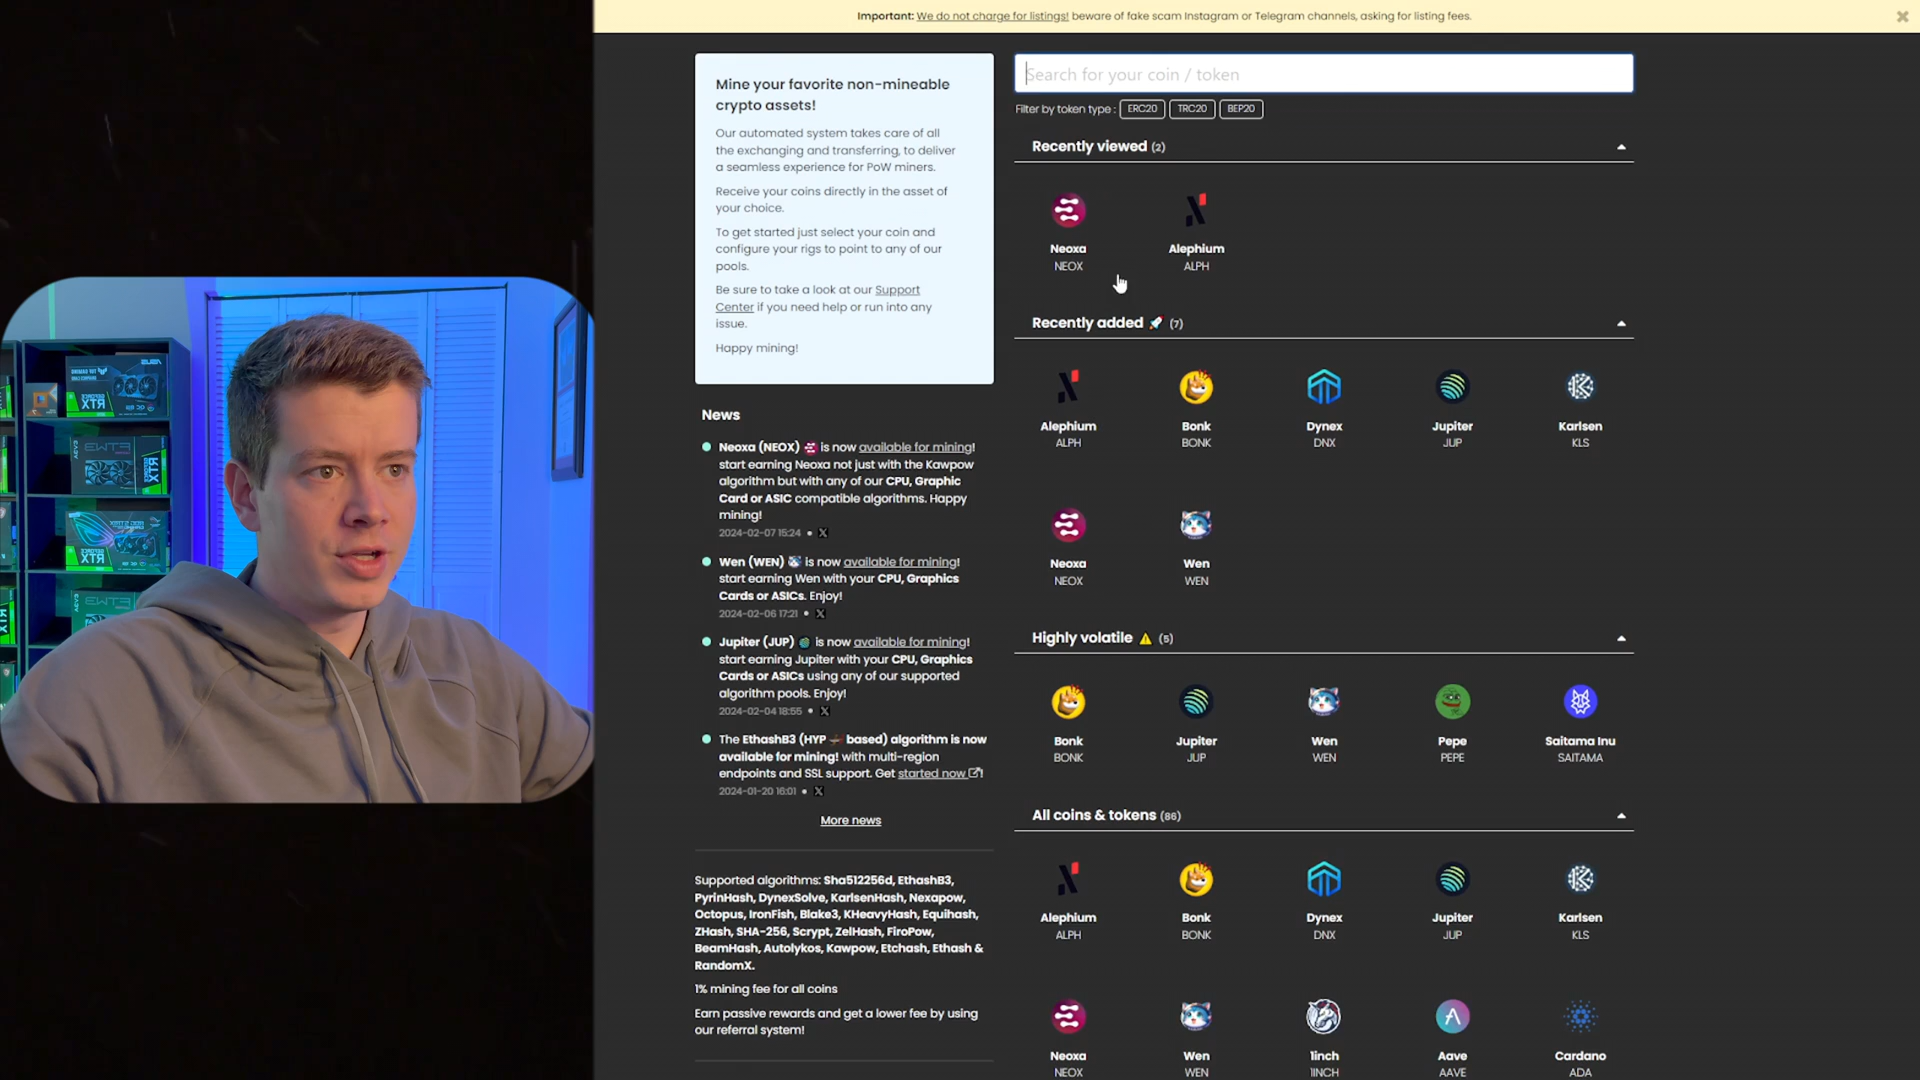 Important: We do not charge for listings! beware of fake scam Instagram or Telegram channels, asking for listing fees.
Mine your favorite non-mineable
crypto assets!
Our automated system takes care of all
the exchanging and transferring, to deliver
a seamless experience for PoW miners.
Receive your coins directly in the asset of
your choice.
To get started just select your coin and
configure your rigs to point to any of our
pools.
Be sure to take a look at our Support
Center if you need help or run into any
issue.
Happy mining!
News
Neoxa (NEOX) is now available for mining!
start earning Neoxa not just with the Kawpow
algorithm but with any of our CPU, Graphic
Card or ASIC compatible algorithms. Happy
mining!
2024-02-07 15:24 • X
Wen (WEN) is now available for mining!
start earning Wen with your CPU, Graphics
Cards or ASICs. Enjoy!
2024-02-06 17:21 • X
Jupiter (JUP) is now available for mining!
start earning Jupiter with your CPU, Graphics
Cards or ASICs using any of our supported
algorithm pools. Enjoy!
2024-02-04 18:55 • X
The EthashB3 (HYP based) algorithm is now
available for mining! with multi-region
endpoints and SSL support. Get started now !
2024-01-20 16:01 • X
More news
Supported algorithms: Sha512256d, EthashB3,
PyrinHash, DynexSolve, KarlsenHash, Nexapow,
Octopus, IronFish, Blake3, KHeavyHash, Equihash,
ZHash, SHA-256, Scrypt, ZelHash, FiroPow,
BeamHash, Autolykos, Kawpow, Etchash, Ethash &
RandomX.
1% mining fee for all coins
Earn passive rewards and get a lower fee by using
our referral system!
Search for your coin / token
Filter by token type : ERC20 TRC20 BEP20
Recently viewed (2)
Neoxa Alephium
NEOX ALPH
Recently added (7)
Alephium Bonk Dynex Jupiter Karlsen
ALPH BONK DNX JUP KLS
Neoxa Wen
NEOX WEN
Highly volatile (5)
Bonk Jupiter Wen Pepe Saitama Inu
BONK JUP WEN PEPE SAITAMA
All coins & tokens (86)
Alephium Bonk Dynex Jupiter Karlsen
ALPH BONK DNX JUP KLS
Neoxa Wen 1inch Aave Cardano
NEOX WEN 1INCH AAVE ADA
ASUS
TUF GAMING
RTX
EVGA
FTW3
RTX
ROG STRIX
RTX
FTW3
RTX